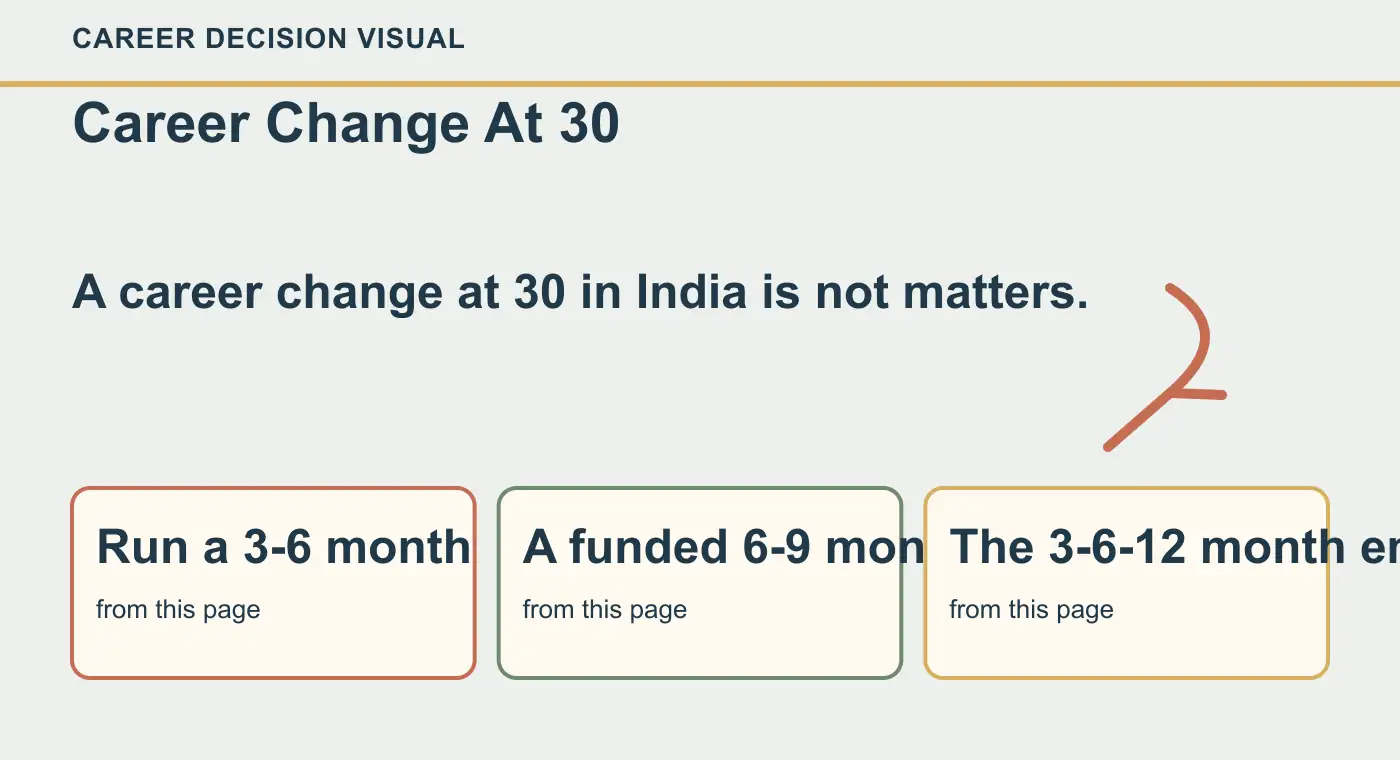 CAREER DECISION VISUAL
Career Change At 30
A career change at 30 in India is not matters.
Run a 3-6 month
from this page
A funded 6-9 mon
from this page
The 3-6-12 month
from this page